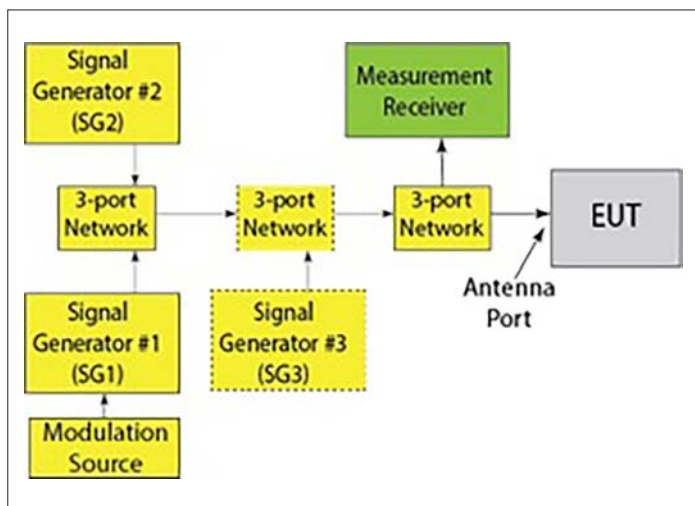 Signal
Generator #2
(SG2)
Measurement
Receiver
3-port
Network
3-port
Network
3-port
Network
EUT
Antenna
Port
Signal
Generator #1
(SG1)
Signal
Generator #3
(SG3)
Modulation
Source